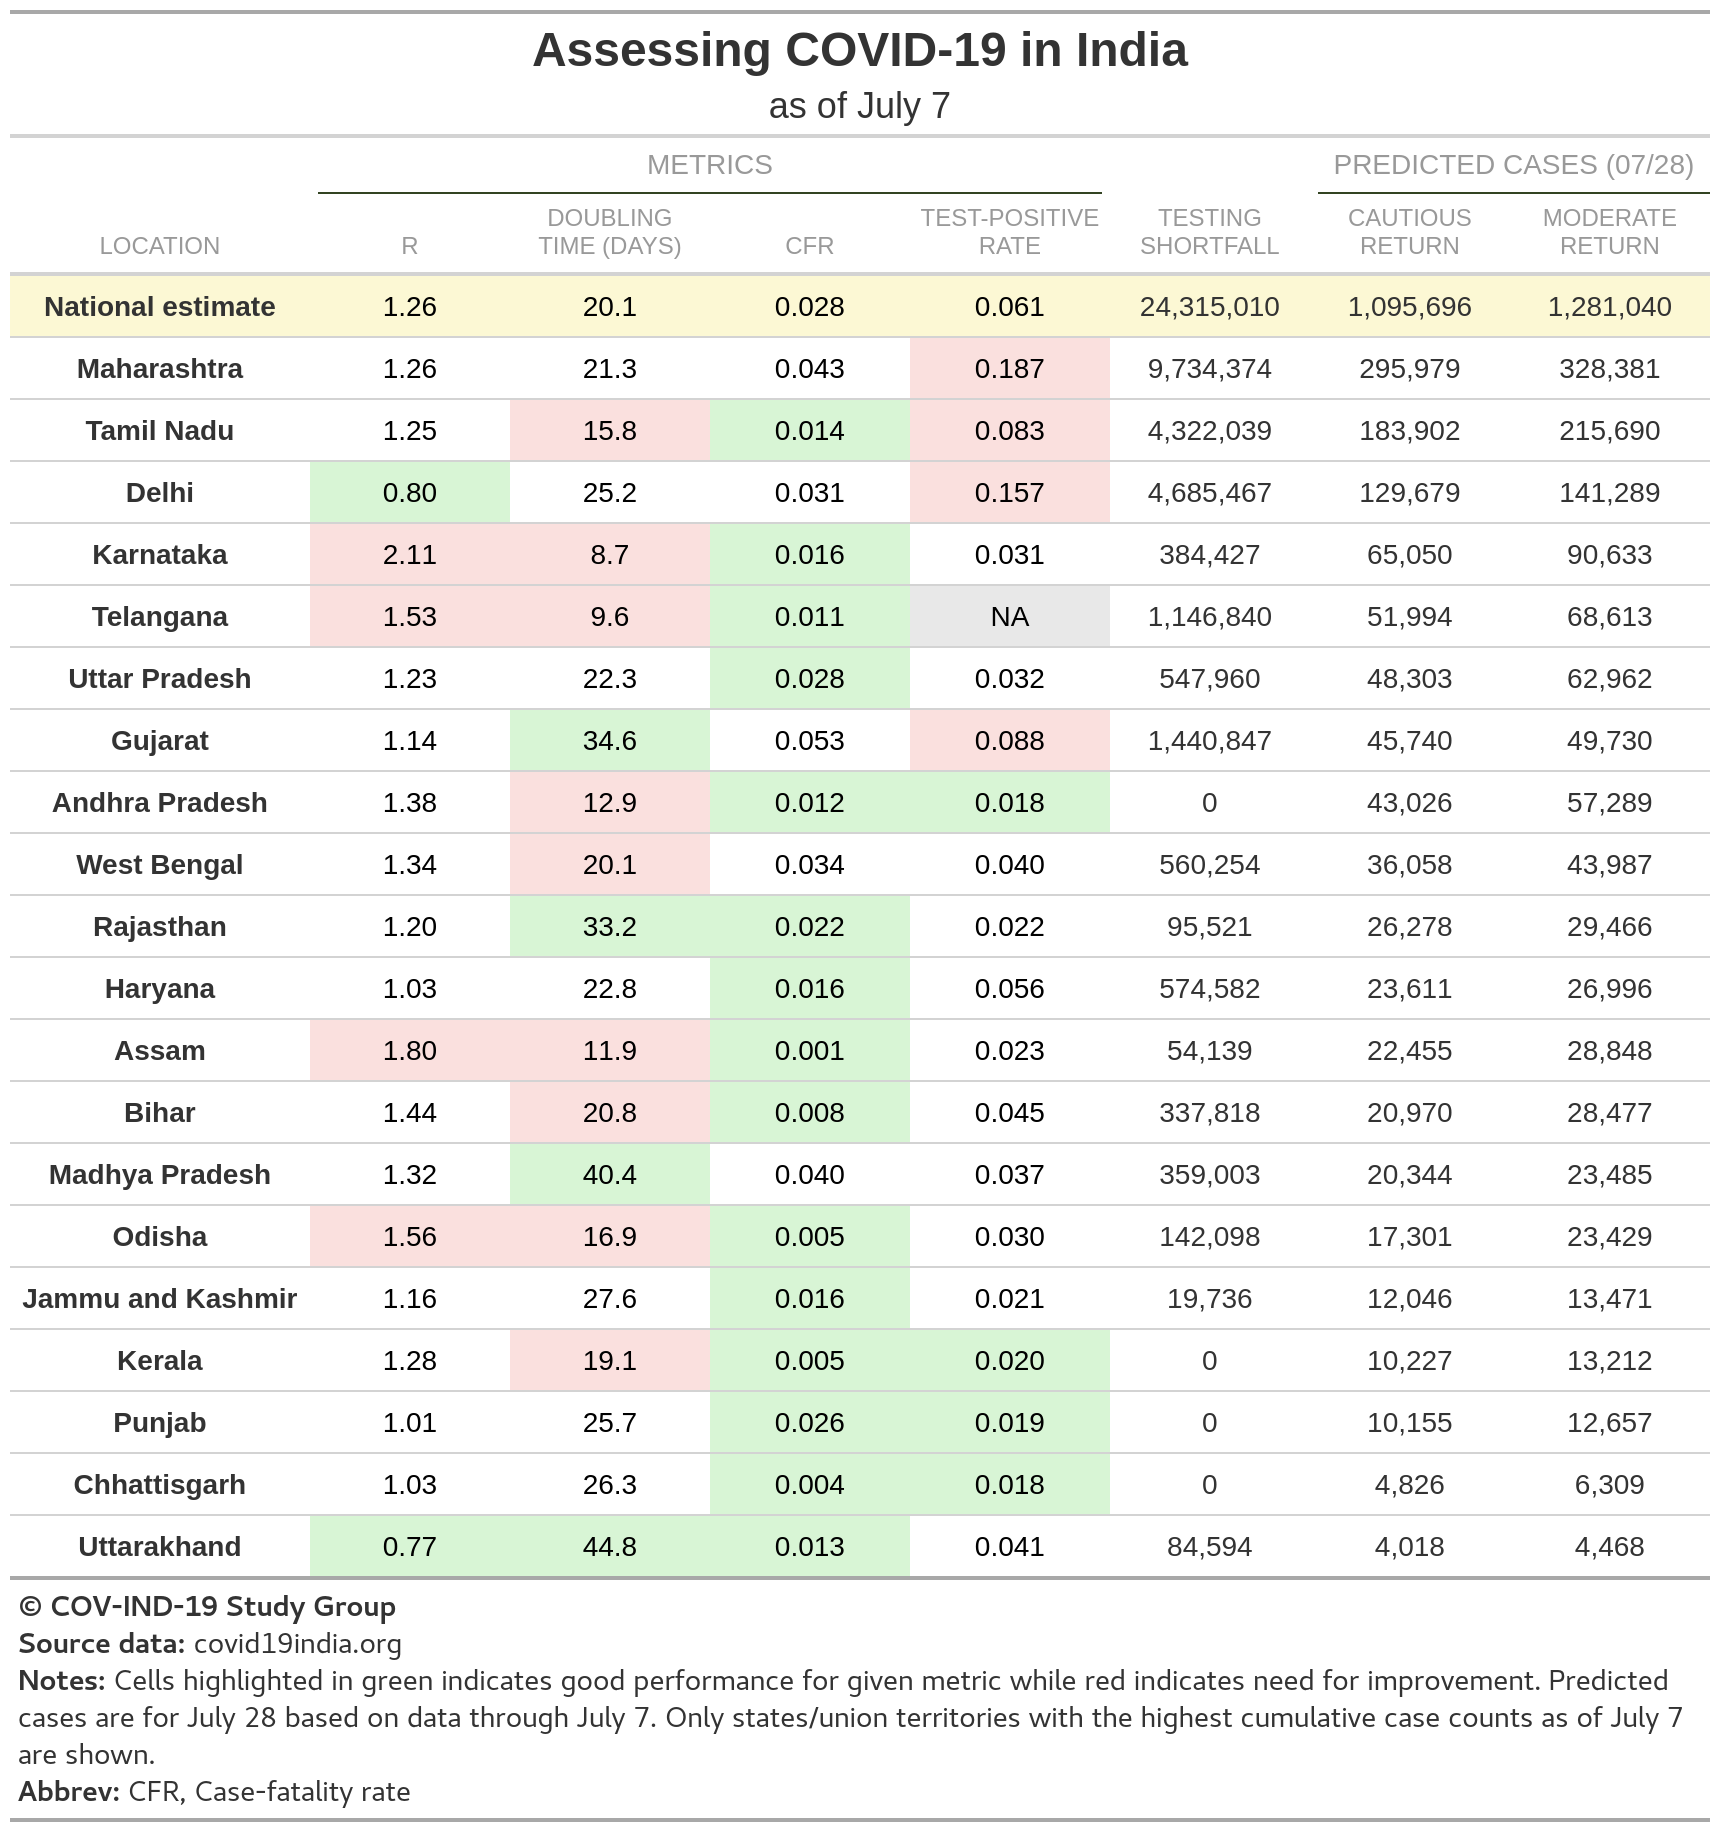 Assessing COVID-19 in India
as of July 7
METRICS PREDICTED CASES (07/28)
LOCATION R DOUBLING TIME (DAYS) CFR TEST-POSITIVE RATE TESTING SHORTFALL CAUTIOUS RETURN MODERATE RETURN
National estimate 1.26 20.1 0.028 0.061 24,315,010 1,095,696 1,281,040
Maharashtra 1.26 21.3 0.043 0.187 9,734,374 295,979 328,381
Tamil Nadu 1.25 15.8 0.014 0.083 4,322,039 183,902 215,690
Delhi 0.80 25.2 0.031 0.157 4,685,467 129,679 141,289
Karnataka 2.11 8.7 0.016 0.031 384,427 65,050 90,633
Telangana 1.53 9.6 0.011 NA 1,146,840 51,994 68,613
Uttar Pradesh 1.23 22.3 0.028 0.032 547,960 48,303 62,962
Gujarat 1.14 34.6 0.053 0.088 1,440,847 45,740 49,730
Andhra Pradesh 1.38 12.9 0.012 0.018 0 43,026 57,289
West Bengal 1.34 20.1 0.034 0.040 560,254 36,058 43,987
Rajasthan 1.20 33.2 0.022 0.022 95,521 26,278 29,466
Haryana 1.03 22.8 0.016 0.056 574,582 23,611 26,996
Assam 1.80 11.9 0.001 0.023 54,139 22,455 28,848
Bihar 1.44 20.8 0.008 0.045 337,818 20,970 28,477
Madhya Pradesh 1.32 40.4 0.040 0.037 359,003 20,344 23,485
Odisha 1.56 16.9 0.005 0.030 142,098 17,301 23,429
Jammu and Kashmir 1.16 27.6 0.016 0.021 19,736 12,046 13,471
Kerala 1.28 19.1 0.005 0.020 0 10,227 13,212
Punjab 1.01 25.7 0.026 0.019 0 10,155 12,657
Chhattisgarh 1.03 26.3 0.004 0.018 0 4,826 6,309
Uttarakhand 0.77 44.8 0.013 0.041 84,594 4,018 4,468
© COV-IND-19 Study Group
Source data: covid19india.org
Notes: Cells highlighted in green indicates good performance for given metric while red indicates need for improvement. Predicted
cases are for July 28 based on data through July 7. Only states/union territories with the highest cumulative case counts as of July 7
are shown.
Abbrev: CFR, Case-fatality rate